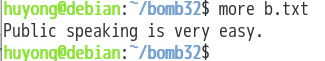 huyong@debian:~/bomb32$ more b.txt
Public speaking is very easy.
huyong@debian:~/bomb32$